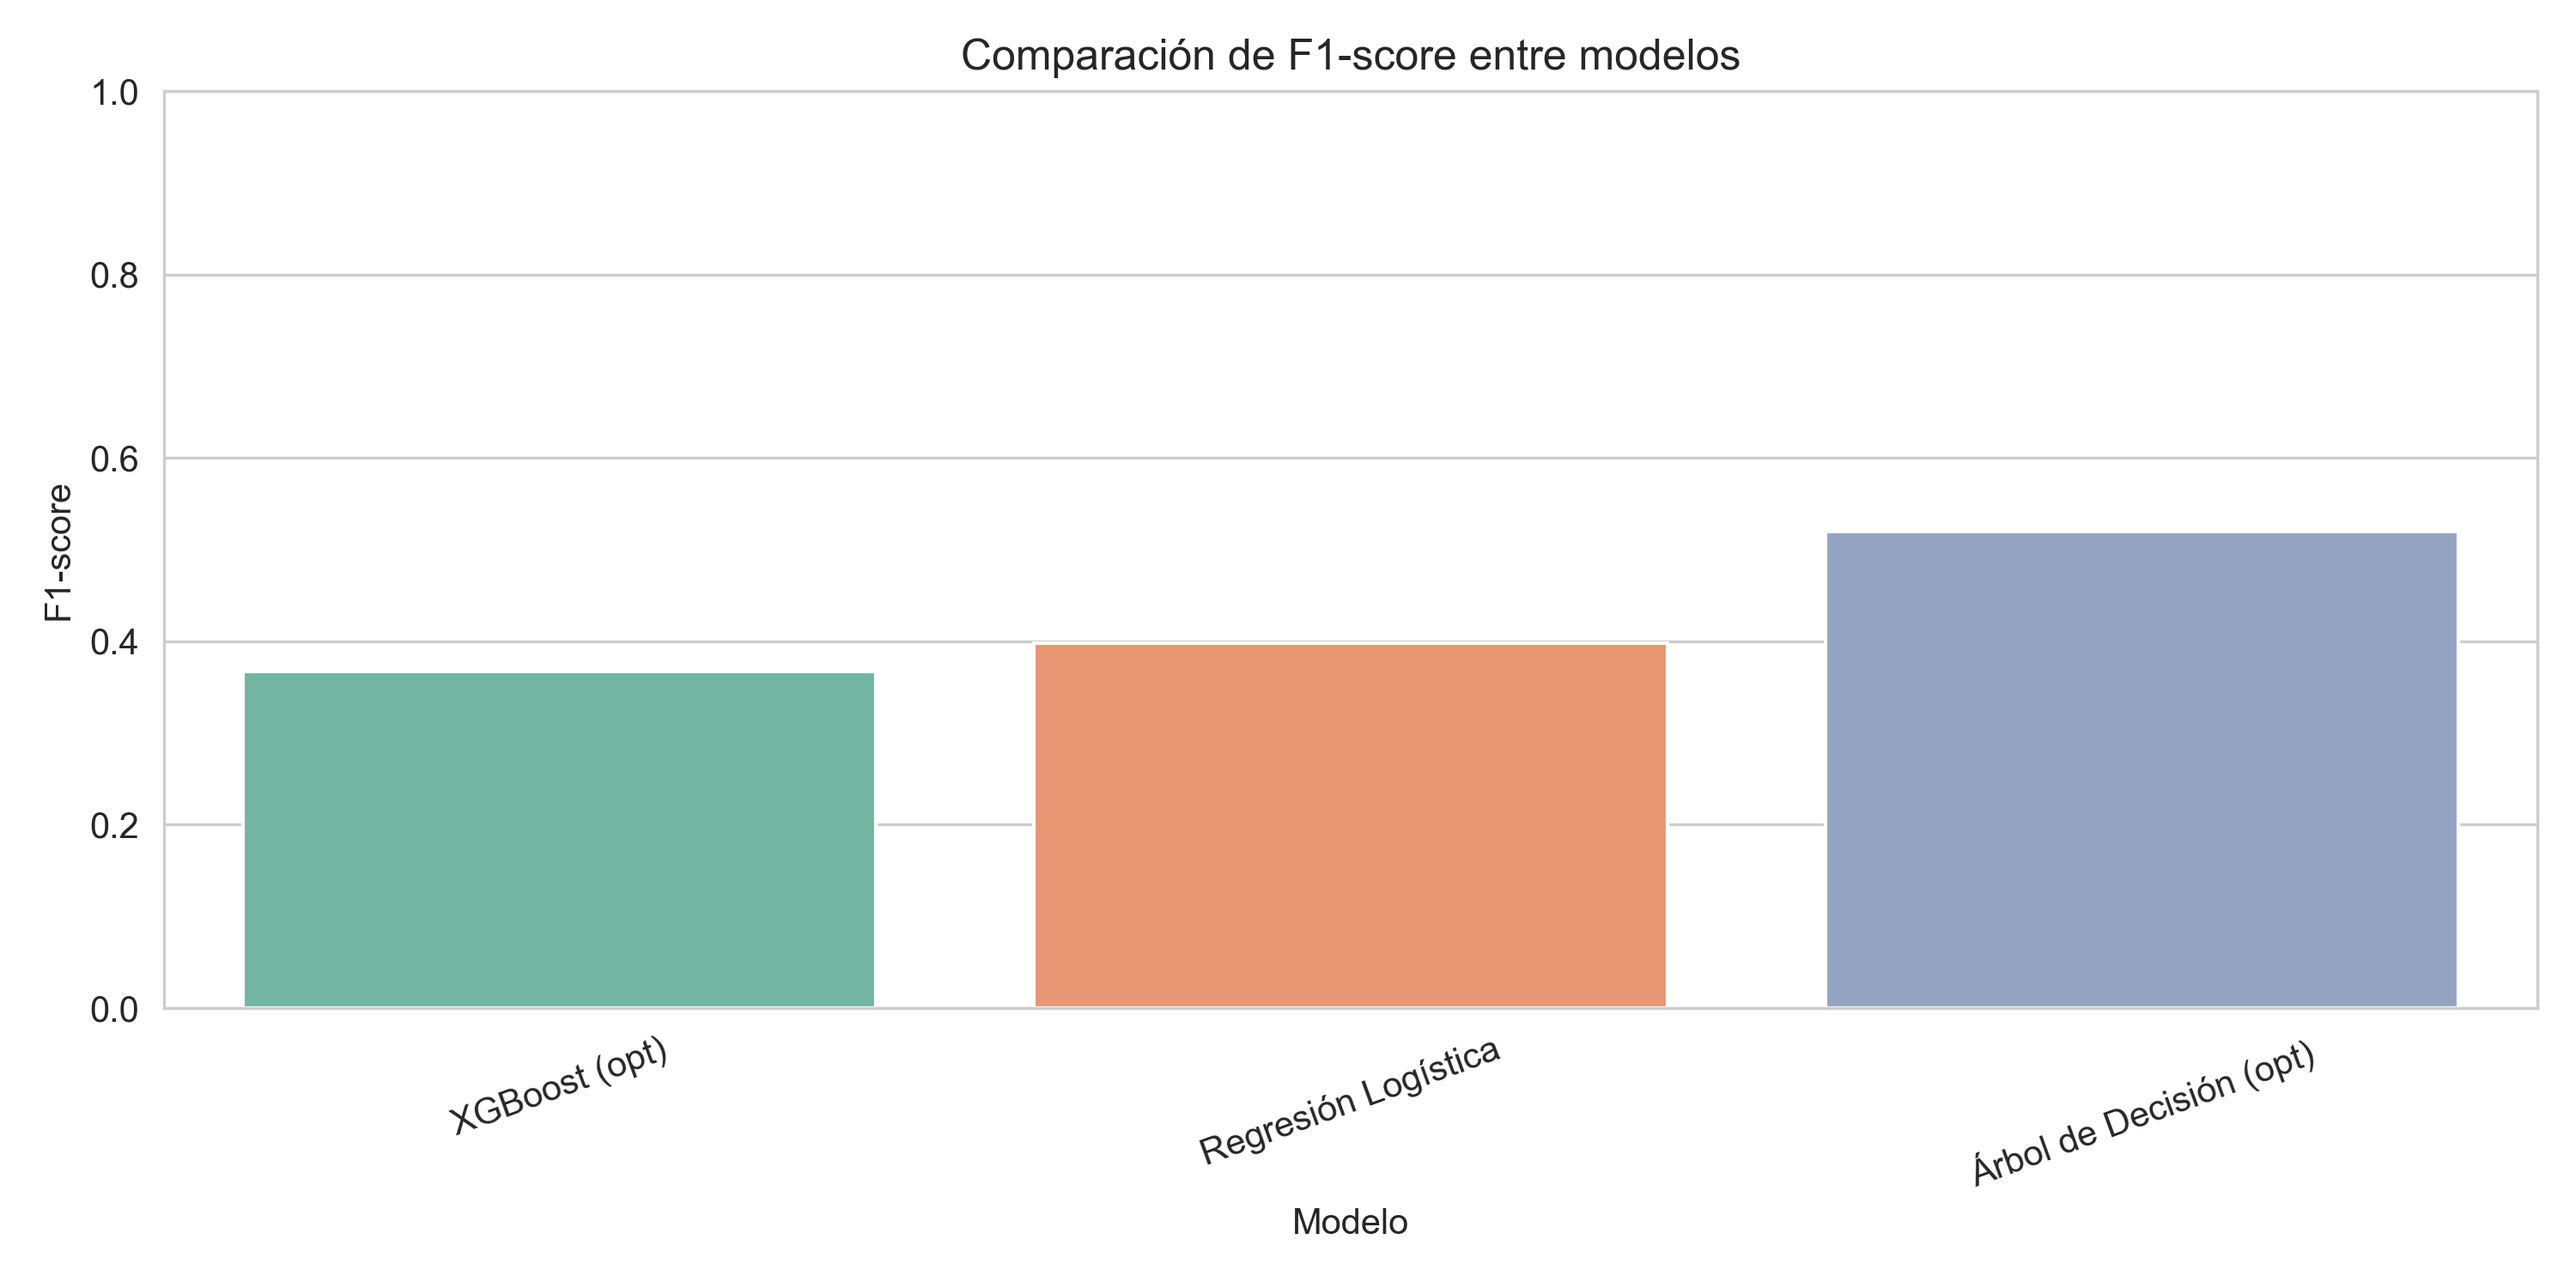 Comparación de F1-score entre modelos
1.0
0.8
0.6
0.4
0.2
0.0
F1-score
XGBoost (opt)
Regresión Logística
Árbol de Decisión (opt)
Modelo